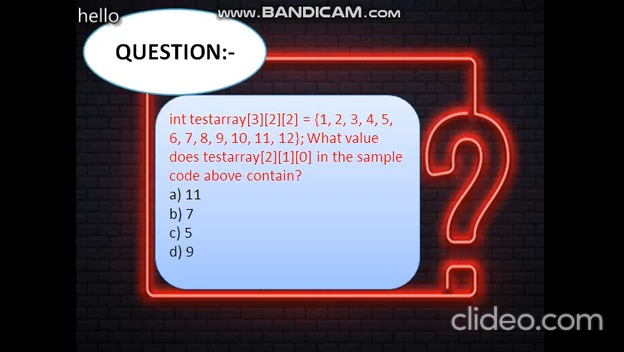 hello
www.BANDICAM.com
QUESTION:-
int testarray[3][2][2] = {1, 2, 3, 4, 5,
6, 7, 8, 9, 10, 11, 12}; What value
does testarray[2][1][0] in the sample
code above contain?
a) 11
b) 7
c) 5
d) 9
?
clideo.com